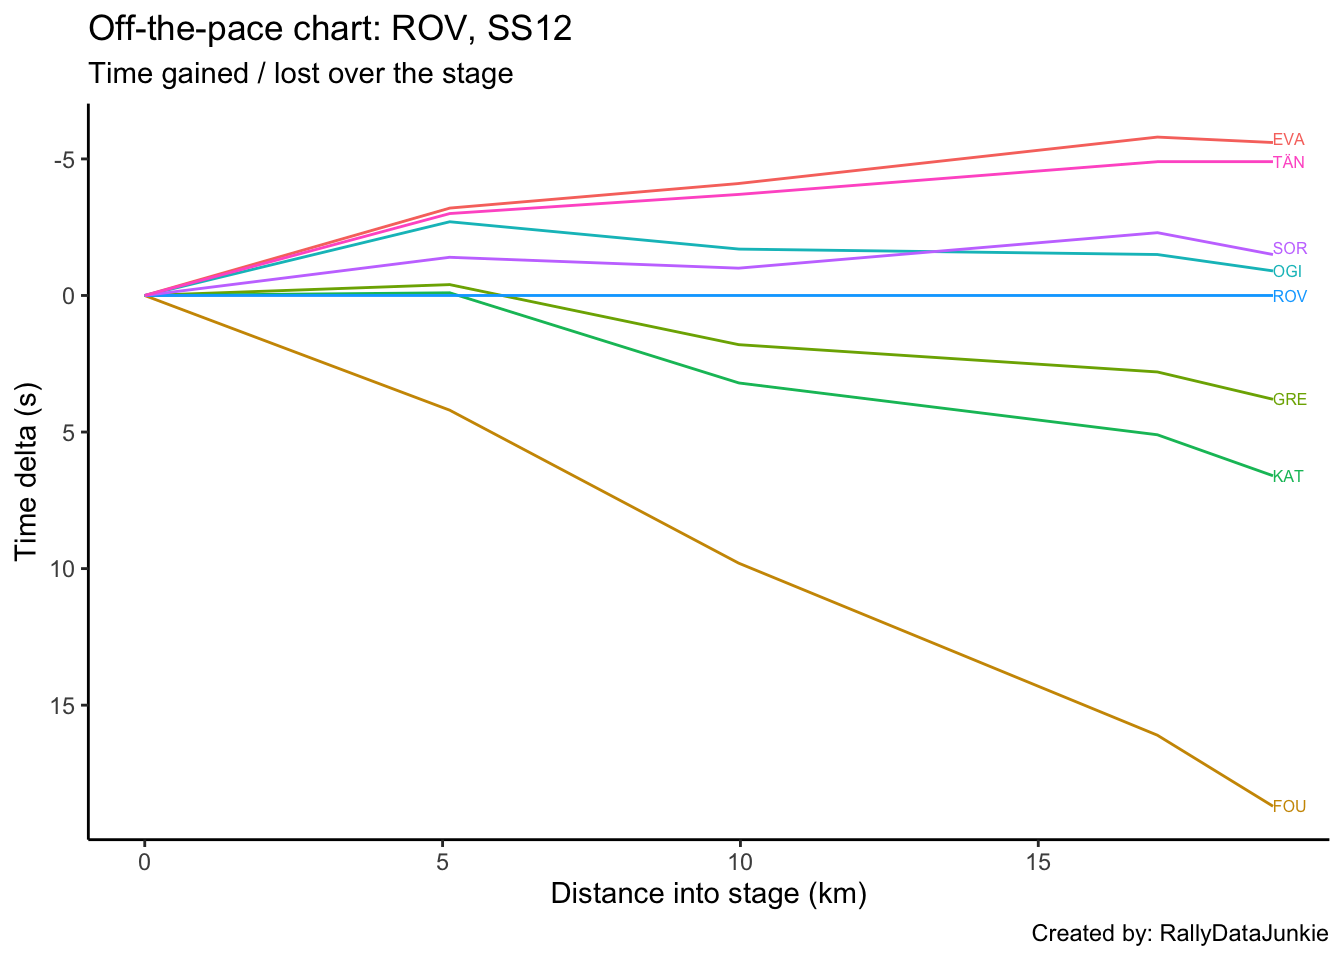 Off-the-pace chart: ROV, SS12
Time gained / lost over the stage
-5
0
5
10
15
Time delta (s)
EVA
TÄN
SOR
OGI
ROV
GRE
KAT
FOU
0
5
10
15
Distance into stage (km)
Created by: RallyDataJunkie